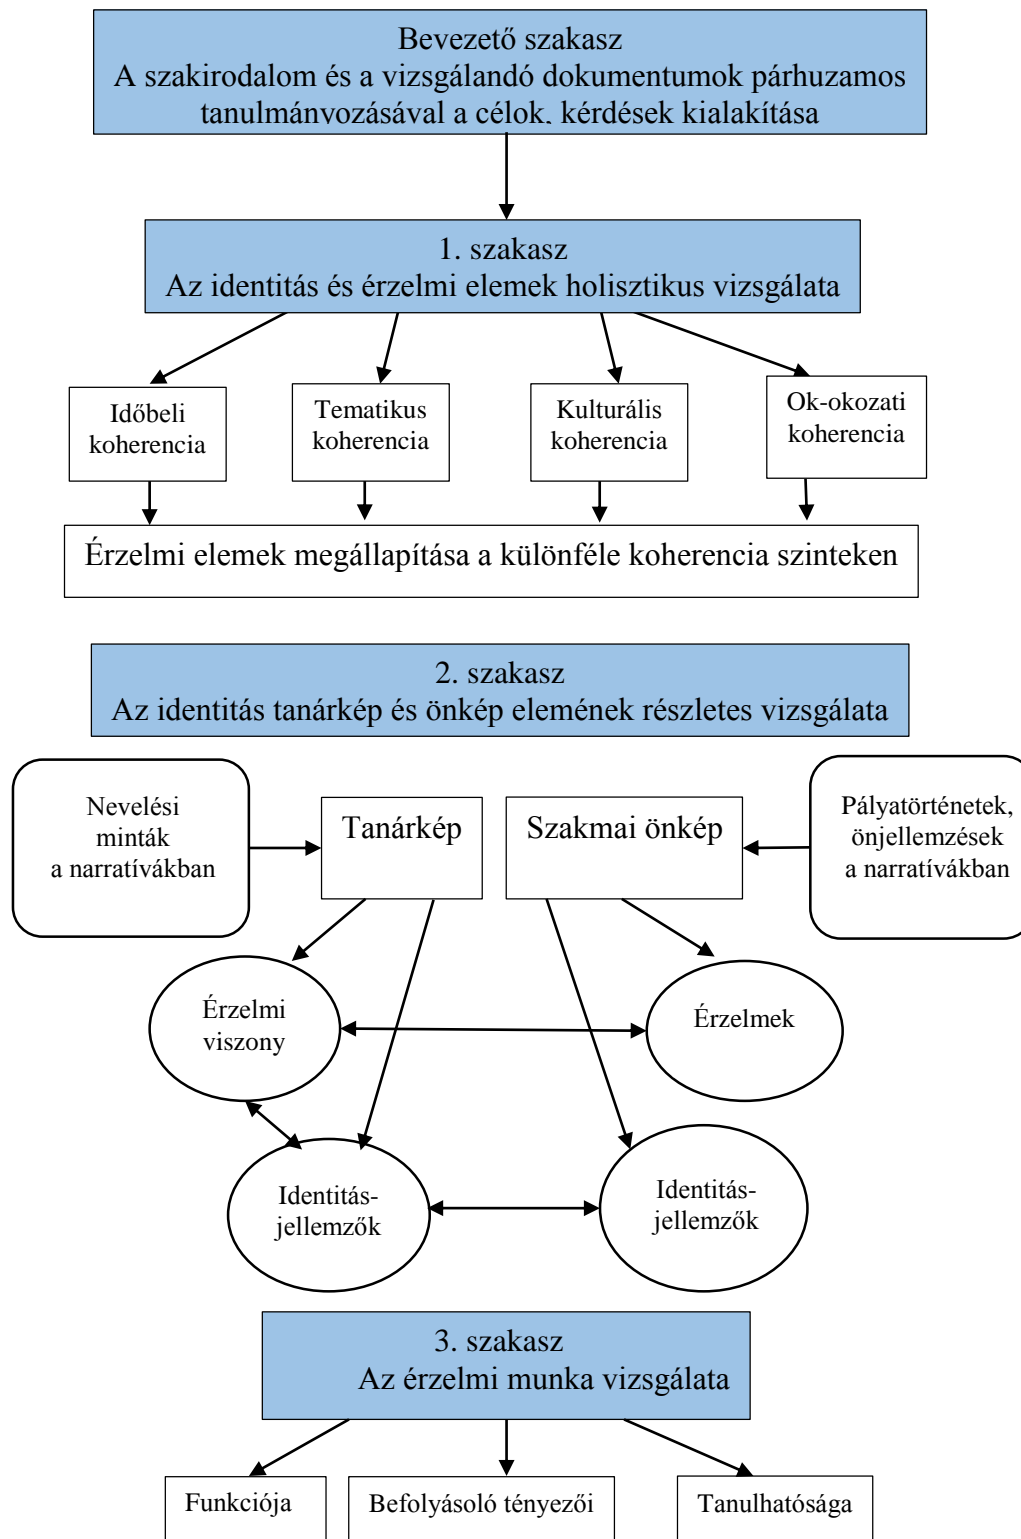 Bevezető szakasz
A szakirodalom és a vizsgálandó dokumentumok párhuzamos
tanulmányozásával a célok, kérdések kialakítása
1. szakasz
Az identitás és érzelmi elemek holisztikus vizsgálata
Időbeli
koherencia
Tematikus
koherencia
Kulturális
koherencia
Ok-okozati
koherencia
Érzelmi elemek megállapítása a különféle koherencia szinteken
2. szakasz
Az identitás tanárkép és önkép elemének részletes vizsgálata
Nevelési
minták
a narratívákban
Tanárkép
Szakmai önkép
Pályatörténetek,
önjellemzések
a narratívákban
Érzelmi
viszony
Érzelmek
Identitás-
jellemzők
Identitás-
jellemzők
3. szakasz
Az érzelmi munka vizsgálata
Funkciója
Befolyásoló tényezői
Tanulhatósága